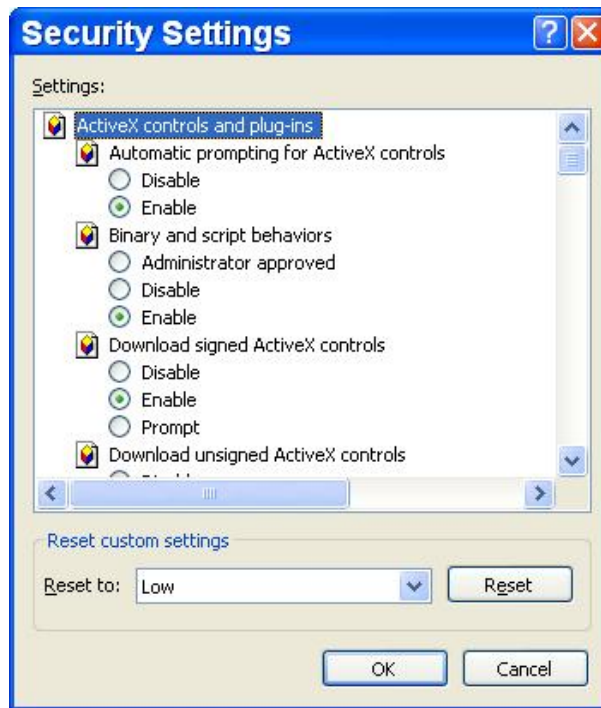 Security Settings
Settings:
ActiveX controls and plug-ins
Automatic prompting for ActiveX controls
Disable
Enable
Binary and script behaviors
Administrator approved
Disable
Enable
Download signed ActiveX controls
Disable
Enable
Prompt
Download unsigned ActiveX controls
Reset custom settings
Reset to: Low Reset
OK Cancel